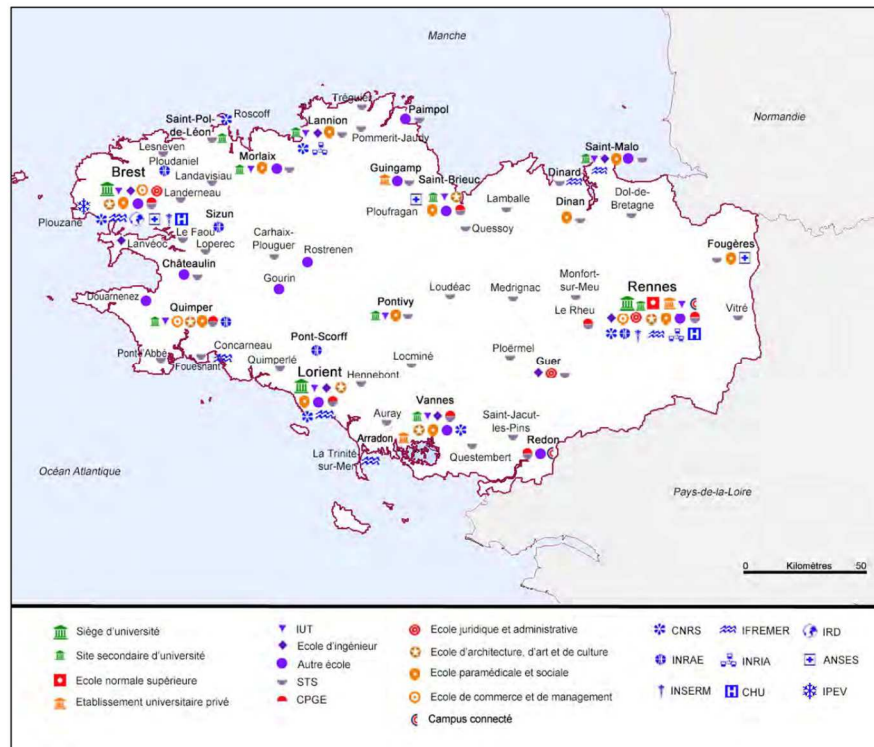 Manche
Normandie
Tréguier
Paimpol
Saint-Pol-
de-Léon
Roscoff
Lannion
Pommerit-Jaudy
Lesneven
Ploudaniel
Morlaix
Saint-Malo
Brest
Landavisiau
Guingamp
Saint-Brieuc
Dinard
Landerneau
Dol-de-
Bretagne
Lamballe
Dinan
Plouzané
Sizun
Ploufragan
Quessoy
Le Faou
Lanvéoc
Loperec
Carhaix-
Plouguer
Rostrenen
Fougères
Châteaulin
Gourin
Loudéac
Medrignac
Monfort-
sur-Meu
Rennes
Douarnenez
Quimper
Pontivy
Le Rheu
Vitré
Pont-Scorff
Concarneau
Ploërmel
Pont-l'Abbé
Fouesnant
Quimperlé
Locminé
Guer
Lorient
Hennebont
Vannes
Auray
Saint-Jacut-
les-Pins
Arradon
Redon
La Trinité
-sur-Mer
Questembert
Océan Atlantique
Pays-de-la-Loire
0 Kilomètres 50
Siège d'université
Site secondaire d'université
Ecole normale supérieure
Etablissement universitaire privé
IUT
Ecole d'ingénieur
Autre école
STS
CPGE
Ecole juridique et administrative
Ecole d'architecture, d'art et de culture
Ecole paramédicale et sociale
Ecole de commerce et de management
Campus connecté
CNRS
IFREMER
IRD
INRAE
INRIA
ANSES
INSERM
H CHU
IPEV